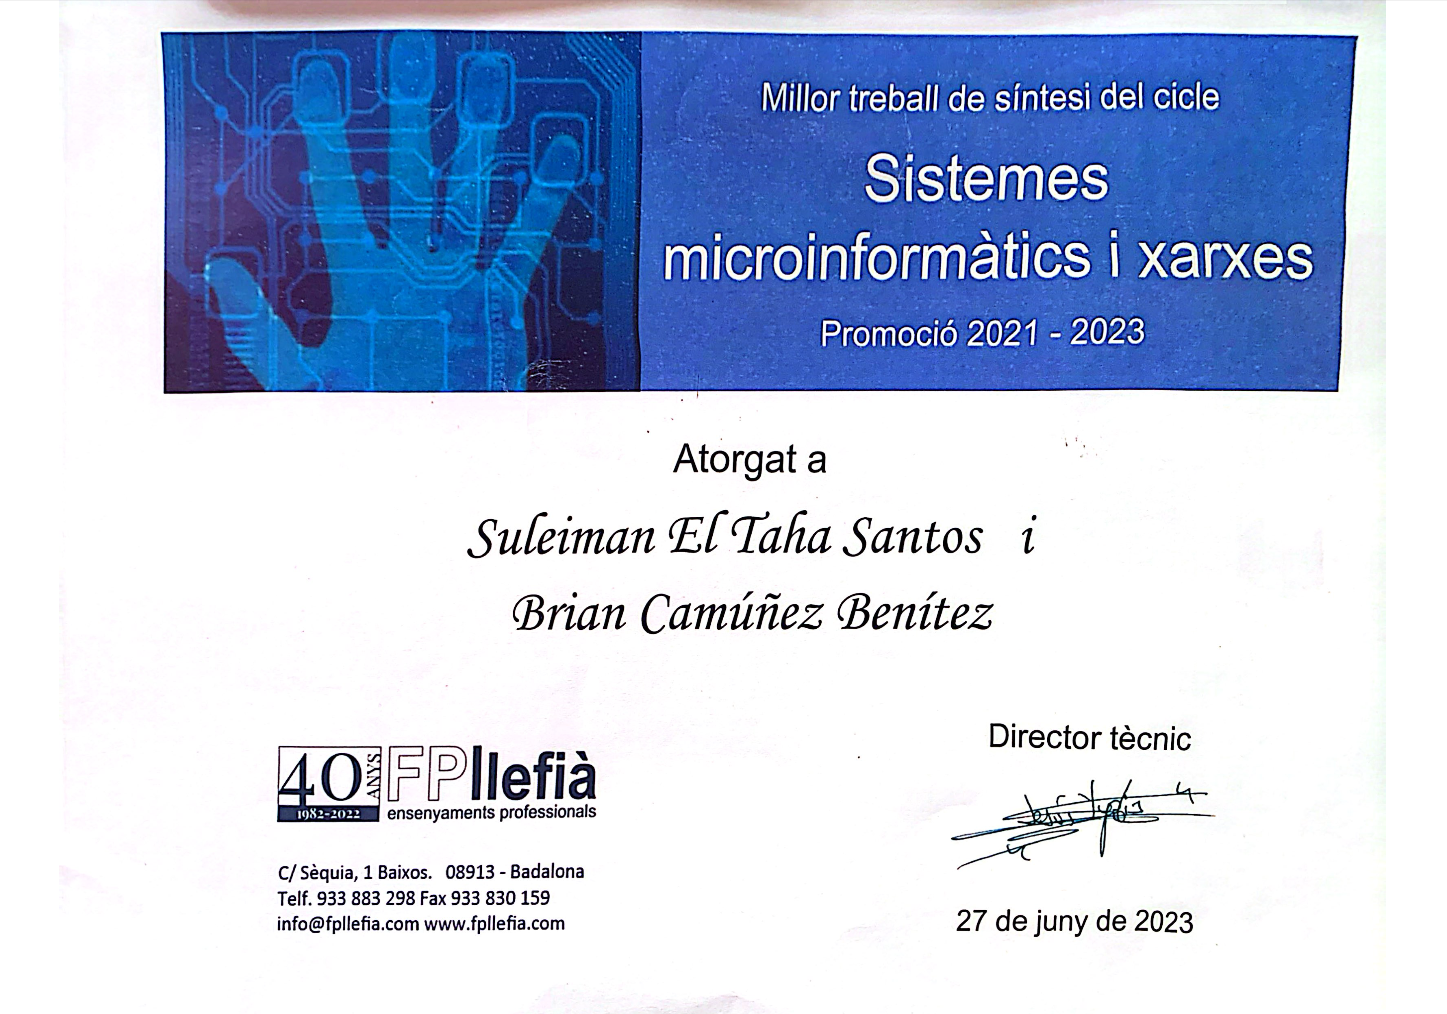 Millor treball de síntesi del cicle
Sistemes
microinformàtics i xarxes
Promoció 2021 - 2023
Atorgat a
Suleiman El Taha Santos i
Brian Camúñez Benítez
Director tècnic
40 ANYS FPllefià
1982-2022 ensenyaments professionals
C/ Sèquia, 1 Baixos. 08913 - Badalona
Telf. 933 883 298 Fax 933 830 159
info@fpllefia.com www.fpllefia.com
27 de juny de 2023